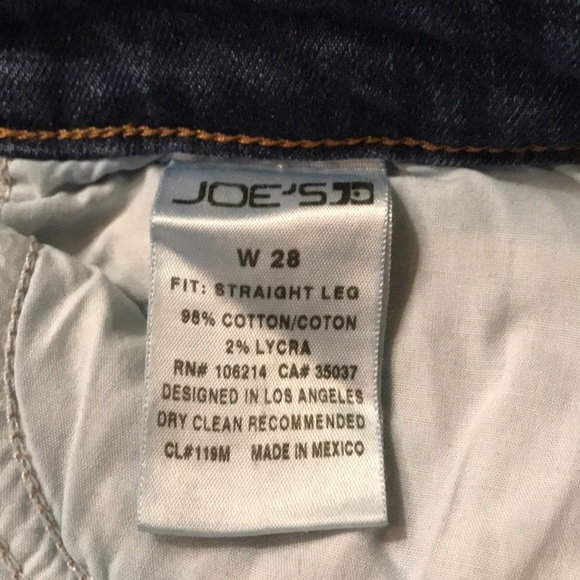 JOE'S
W 28
FIT: STRAIGHT LEG
98% COTTON/COTON
2% LYCRA
RN# 106214 CA# 35037
DESIGNED IN LOS ANGELES
DRY CLEAN RECOMMENDED
CL#119M MADE IN MEXICO